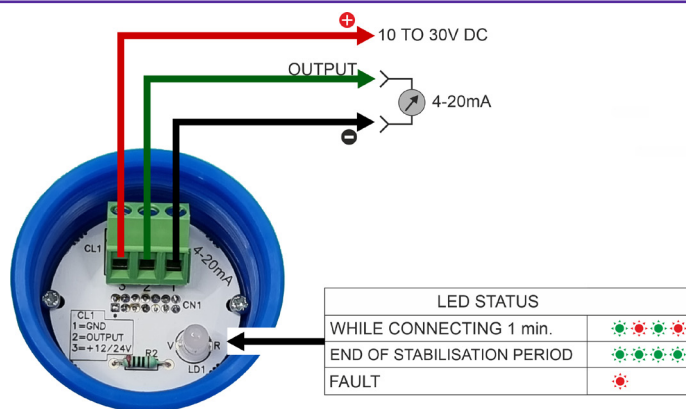 +
10 TO 30V DC
OUTPUT
4-20mA
-
CL1
4-20mA
3 2 1
CN1
CL1
1=GND
2=OUTPUT
3=+12/24V
R2
V
R
LD1
LED STATUS
WHILE CONNECTING 1 min.
END OF STABILISATION PERIOD
FAULT